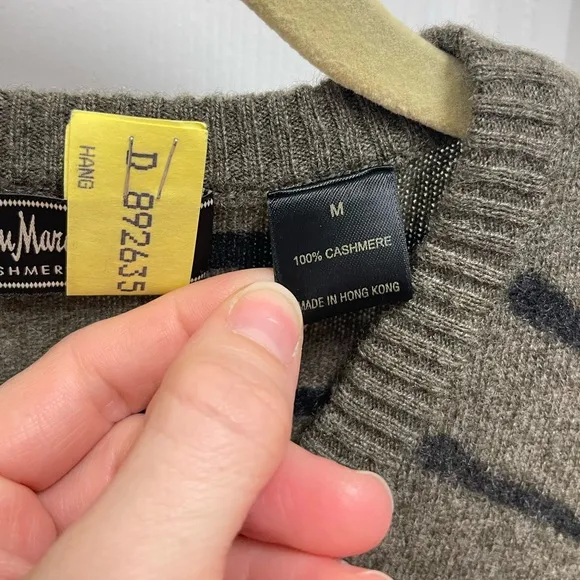 HANG
D 892635
M
100% CASHMERE
MADE IN HONG KONG